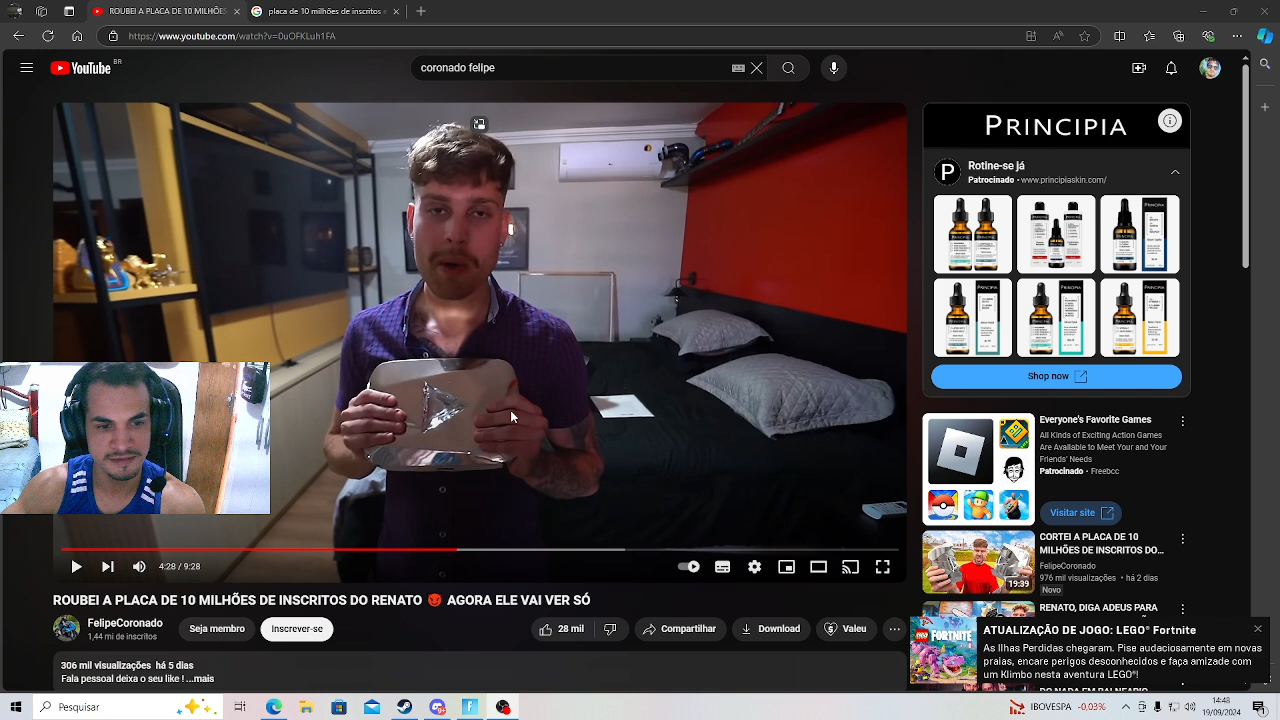 ROUBEI A PLACA DE 10 MILHÕES
placa de 10 milhões de inscritos e
https://www.youtube.com/watch?v=0uOFKLuh1FA
YouTube BR
coronado felipe
PRINCIPIA
Rotine-se já
Patrocinado • www.principiaskin.com/
Shop now
Everyone's Favorite Games
All Kinds of Exciting Action Games
Are Available to Meet Your and Your
Friends' Needs
Patrocinado • Freebcc
Visitar site
CORTEI A PLACA DE 10
MILHÕES DE INSCRITOS DO...
FelipeCoronado
976 mil visualizações • há 2 dias
Novo
19:39
4:28 / 9:28
ROUBEI A PLACA DE 10 MILHÕES DE INSCRITOS DO RENATO 😈 AGORA ELE VAI VER SÓ
FelipeCoronado
1,44 mi de inscritos
Seja membro
Inscrever-se
28 mil
Compartilhar
Download
Valeu
306 mil visualizações há 5 dias
Fala pessoal deixa o seu like ! ...mais
RENATO, DIGA ADEUS PARA
LEGO FORTNITE
ATUALIZAÇÃO DE JOGO: LEGO® Fortnite
As Ilhas Perdidas chegaram. Pise audaciosamente em novas
praias, encare perigos desconhecidos e faça amizade com
um Klimbo nesta aventura LEGO®!
Pesquisar
IBOVESPA -0,03%
14:48
19/09/2024